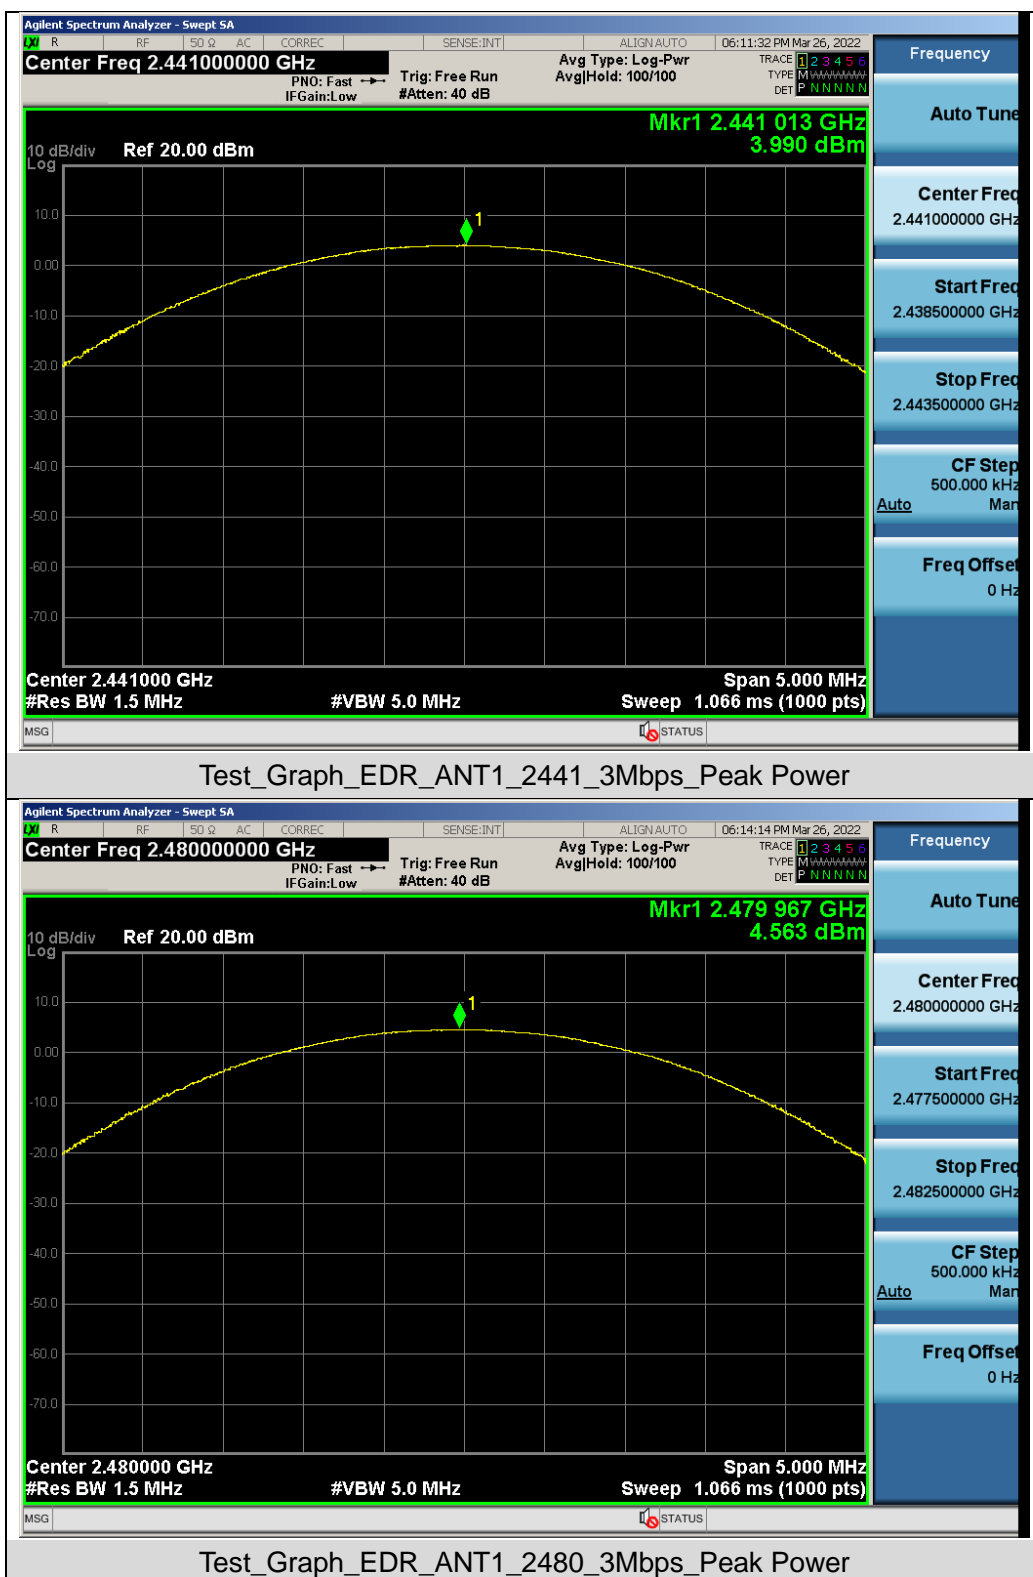 Agilent Spectrum Analyzer - Swept SA
LXI R RF 50 Ω AC CORREC SENSE:INT ALIGN AUTO 06:11:32 PM Mar 26, 2022
Center Freq 2.441000000 GHz
PNO: Fast
IFGain:Low
Trig: Free Run
#Atten: 40 dB
Avg Type: Log-Pwr
Avg|Hold: 100/100
TRACE 1 2 3 4 5 6
TYPE M WWWWW
DET P N N N N N
Mkr1 2.441 013 GHz
3.990 dBm
10 dB/div Ref 20.00 dBm
Log
1
10.0
0.00
-10.0
-20.0
-30.0
-40.0
-50.0
-60.0
-70.0
Center 2.441000 GHz Span 5.000 MHz
#Res BW 1.5 MHz #VBW 5.0 MHz Sweep 1.066 ms (1000 pts)
MSG STATUS
Frequency
Auto Tune
Center Freq
2.441000000 GHz
Start Freq
2.438500000 GHz
Stop Freq
2.443500000 GHz
CF Step
500.000 kHz
Auto Man
Freq Offset
0 Hz
Test_Graph_EDR_ANT1_2441_3Mbps_Peak Power
Agilent Spectrum Analyzer - Swept SA
LXI R RF 50 Ω AC CORREC SENSE:INT ALIGN AUTO 06:14:14 PM Mar 26, 2022
Center Freq 2.480000000 GHz
PNO: Fast
IFGain:Low
Trig: Free Run
#Atten: 40 dB
Avg Type: Log-Pwr
Avg|Hold: 100/100
TRACE 1 2 3 4 5 6
TYPE M WWWWW
DET P N N N N N
Mkr1 2.479 967 GHz
4.563 dBm
10 dB/div Ref 20.00 dBm
Log
1
10.0
0.00
-10.0
-20.0
-30.0
-40.0
-50.0
-60.0
-70.0
Center 2.480000 GHz Span 5.000 MHz
#Res BW 1.5 MHz #VBW 5.0 MHz Sweep 1.066 ms (1000 pts)
MSG STATUS
Frequency
Auto Tune
Center Freq
2.480000000 GHz
Start Freq
2.477500000 GHz
Stop Freq
2.482500000 GHz
CF Step
500.000 kHz
Auto Man
Freq Offset
0 Hz
Test_Graph_EDR_ANT1_2480_3Mbps_Peak Power